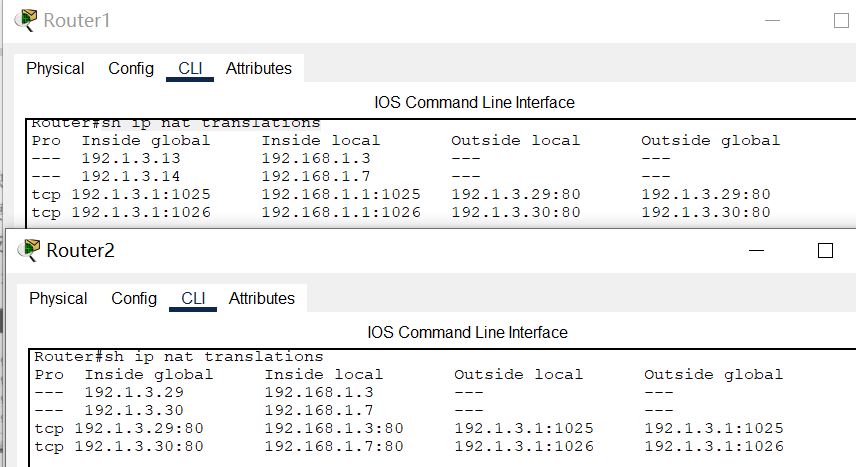 Router1
Physical Config CLI Attributes
IOS Command Line Interface
Router#sh ip nat translations
Pro Inside global Inside local Outside local Outside global
--- 192.1.3.13 192.168.1.3 --- ---
--- 192.1.3.14 192.168.1.7 --- ---
tcp 192.1.3.1:1025 192.168.1.1:1025 192.1.3.29:80 192.1.3.29:80
tcp 192.1.3.1:1026 192.168.1.1:1026 192.1.3.30:80 192.1.3.30:80
Router2
Physical Config CLI Attributes
IOS Command Line Interface
Router#sh ip nat translations
Pro Inside global Inside local Outside local Outside global
--- 192.1.3.29 192.168.1.3 --- ---
--- 192.1.3.30 192.168.1.7 --- ---
tcp 192.1.3.29:80 192.168.1.3:80 192.1.3.1:1025 192.1.3.1:1025
tcp 192.1.3.30:80 192.168.1.7:80 192.1.3.1:1026 192.1.3.1:1026